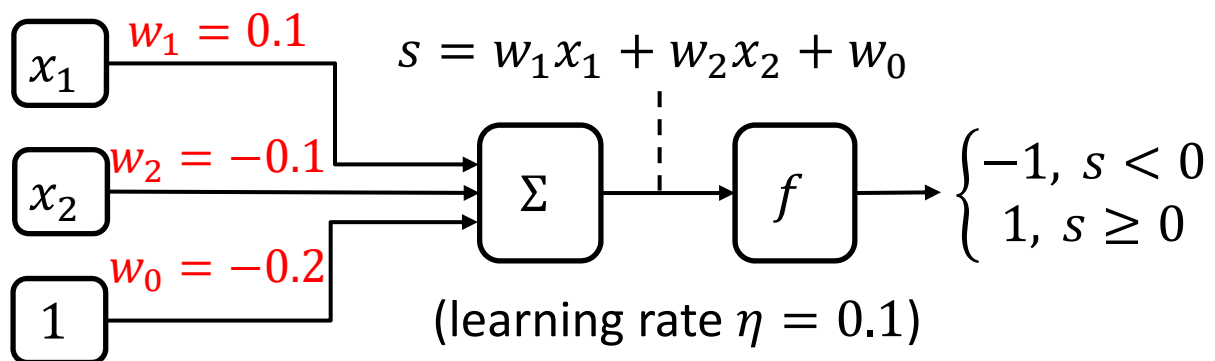 w₁ = 0.1
x₁
s = w₁x₁ + w₂x₂ + w₀
w₂ = −0.1
x₂
Σ
f
−1, s < 0
1, s ≥ 0
w₀ = −0.2
1
(learning rate η = 0.1)